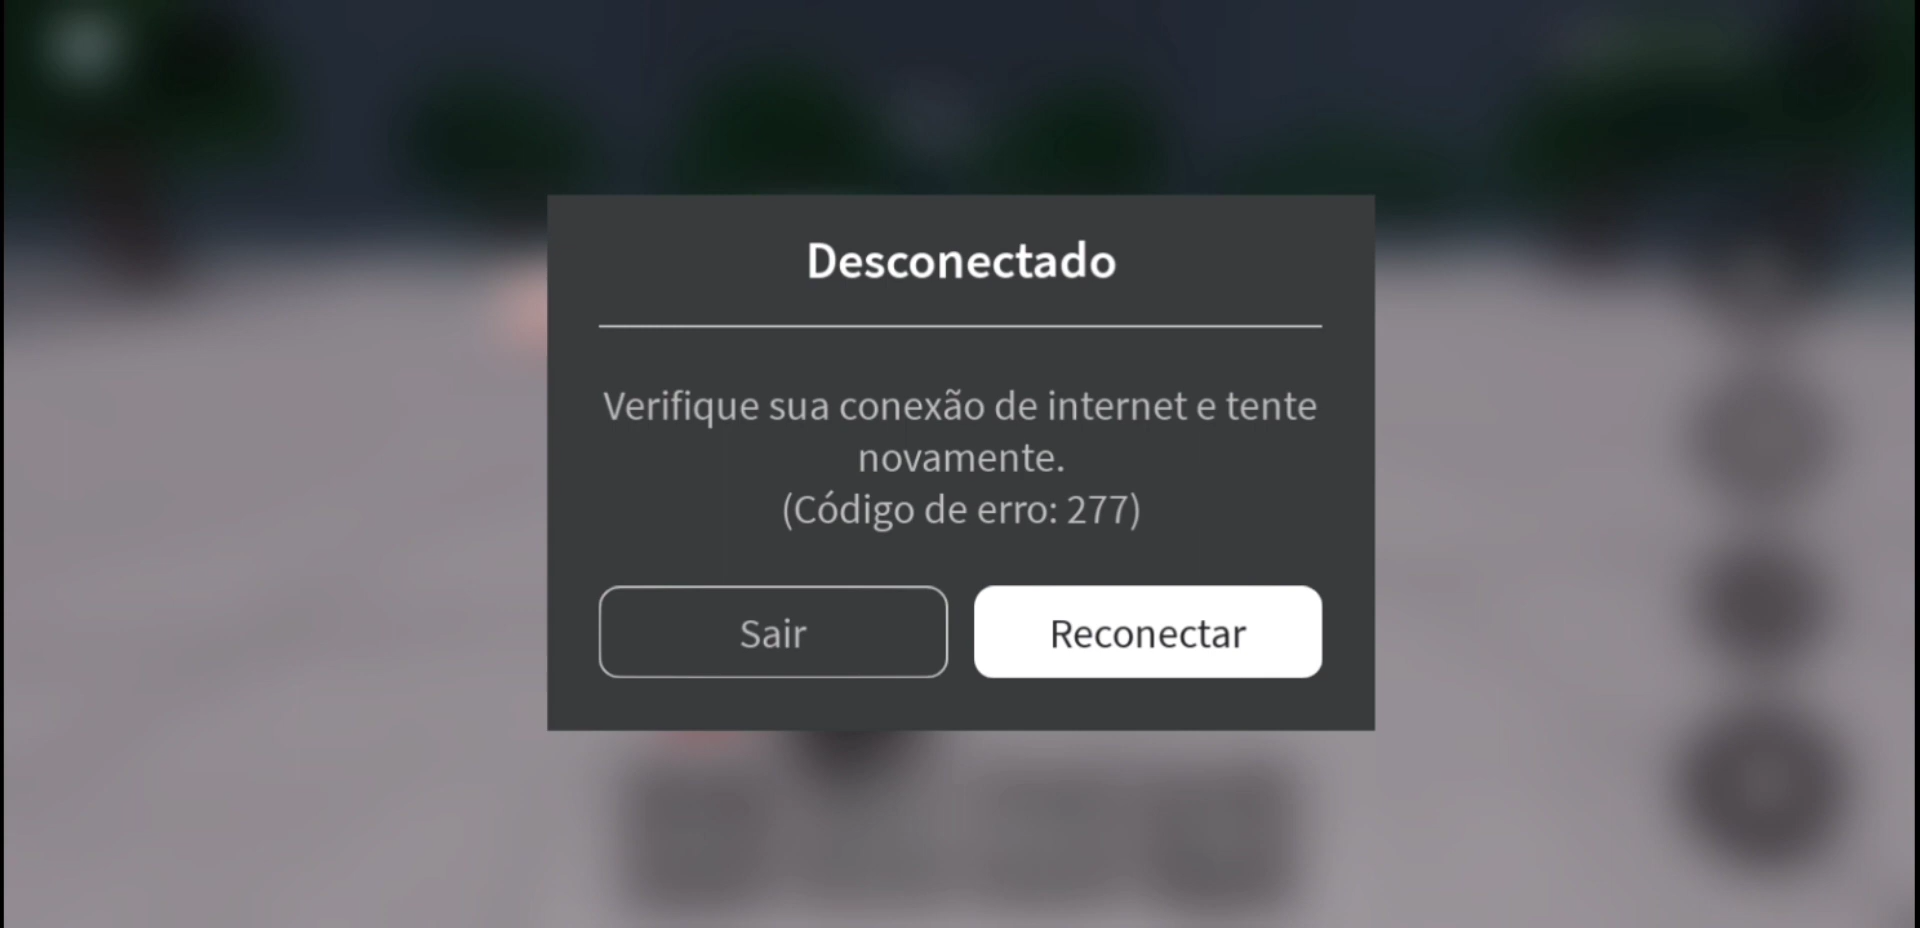 Desconectado
Verifique sua conexão de internet e tente
novamente.
(Código de erro: 277)
Sair
Reconectar